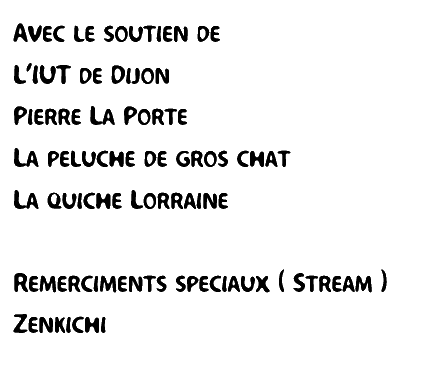 Avec le soutien de
L'IUT de Dijon
Pierre La Porte
La peluche de gros chat
La quiche Lorraine
Remerciments speciaux ( Stream )
Zenkichi